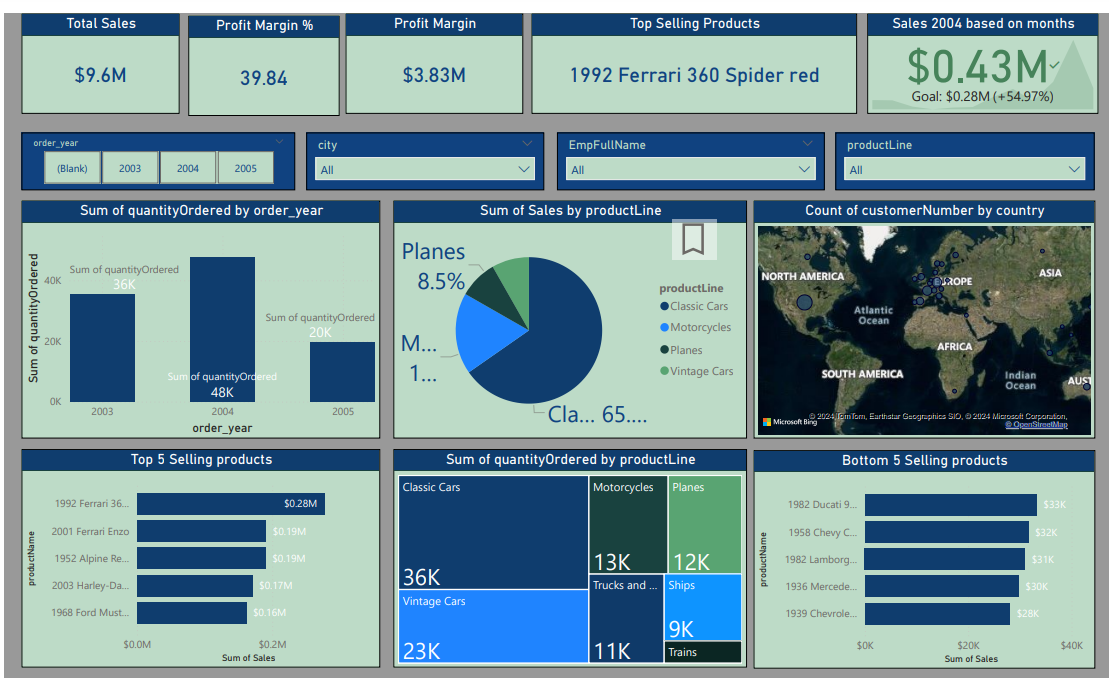 Total Sales
$9.6M
Profit Margin %
39.84
Profit Margin
$3.83M
Top Selling Products
1992 Ferrari 360 Spider red
Sales 2004 based on months
$0.43M
Goal: $0.28M (+54.97%)
order_year
(Blank)
2003
2004
2005
city
All
EmpFullName
All
productLine
All
Sum of quantityOrdered by order_year
Sum of quantityOrdered
40K
20K
0K
Sum of quantityOrdered
36K
Sum of quantityOrdered
48K
Sum of quantityOrdered
20K
2003
2004
2005
order_year
Sum of Sales by productLine
Planes
8.5%
M...
1...
Cla... 65....
productLine
Classic Cars
Motorcycles
Planes
Vintage Cars
Count of customerNumber by country
NORTH AMERICA
EUROPE
ASIA
Atlantic
Ocean
AFRICA
SOUTH AMERICA
Indian
Ocean
AUST
Microsoft Bing
© 2024 TomTom, Earthstar Geographics SIO, © 2024 Microsoft Corporation,
© OpenStreetMap
Top 5 Selling products
productName
1992 Ferrari 36...
$0.28M
2001 Ferrari Enzo
$0.19M
1952 Alpine Re...
$0.19M
2003 Harley-Da...
$0.17M
1968 Ford Must...
$0.16M
$0.0M
$0.2M
Sum of Sales
Sum of quantityOrdered by productLine
Classic Cars
36K
Vintage Cars
23K
Motorcycles
13K
Planes
12K
Trucks and ...
11K
Ships
9K
Trains
Bottom 5 Selling products
productName
1982 Ducati 9...
$33K
1958 Chevy C...
$32K
1982 Lamborg...
$31K
1936 Mercede...
$30K
1939 Chevrole...
$28K
$0K
$20K
$40K
Sum of Sales